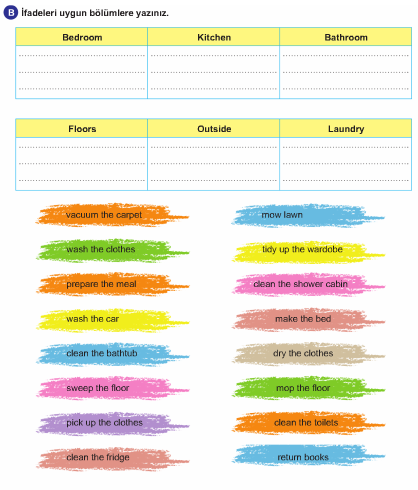 B İfadeleri uygun bölümlere yazınız.
Bedroom Kitchen Bathroom
Floors Outside Laundry
vacuum the carpet mow lawn
wash the clothes tidy up the wardobe
prepare the meal clean the shower cabin
wash the car make the bed
clean the bathtub dry the clothes
sweep the floor mop the floor
pick up the clothes clean the toilets
clean the fridge return books